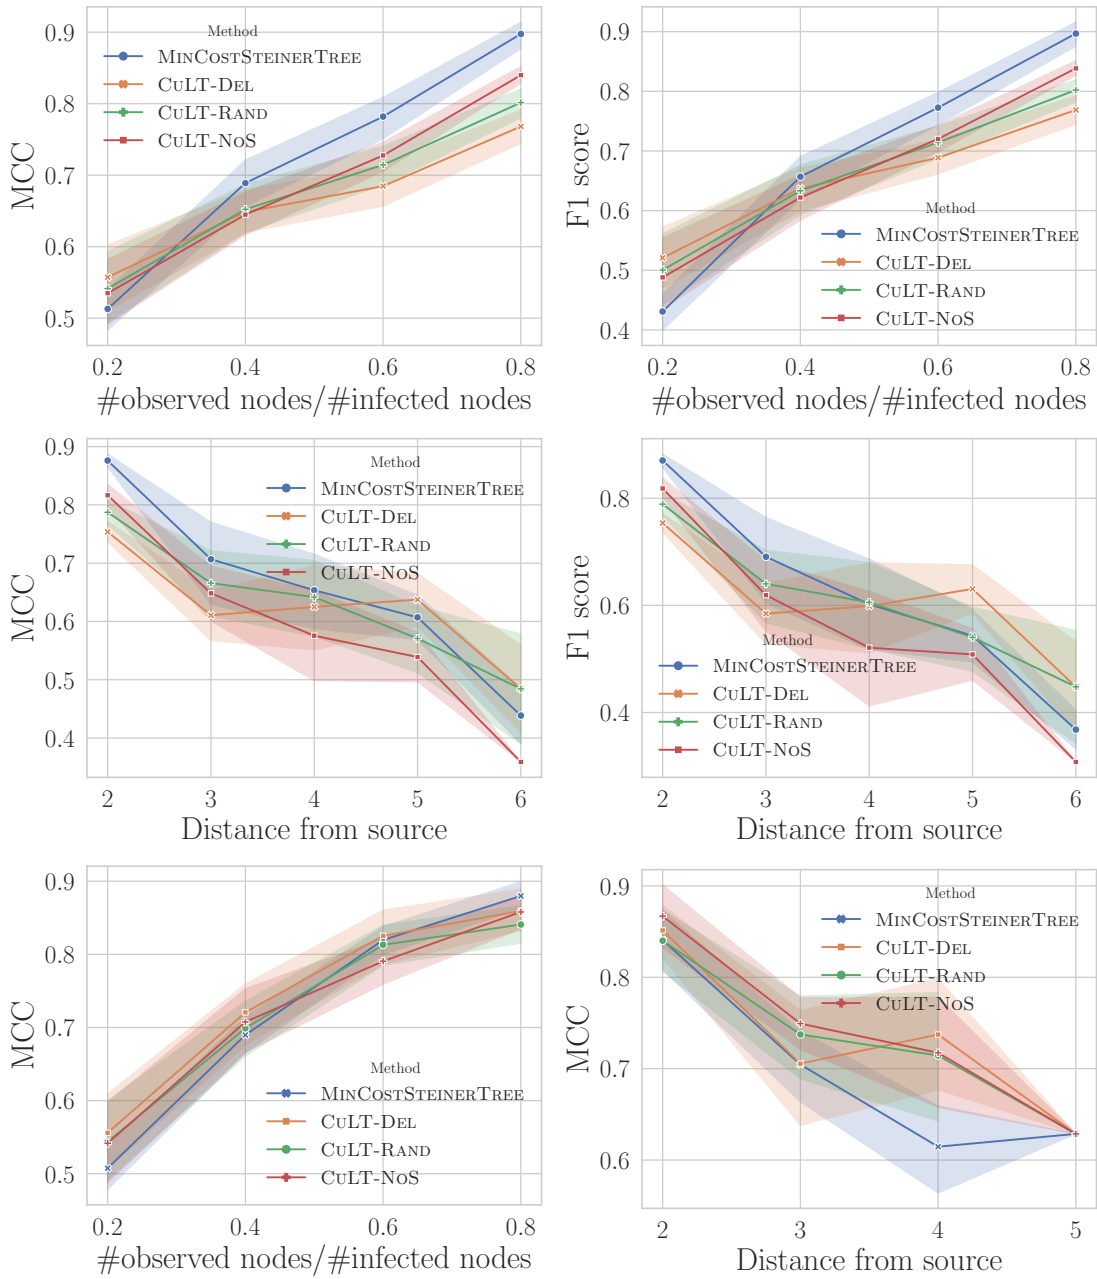 0.9
0.8
0.7
0.6
0.5
MCC
Method
MINCOSTSTEINERTREE
CULT-DEL
CULT-RAND
CULT-NOS
0.2 0.4 0.6 0.8
#observed nodes/#infected nodes
0.9
0.8
0.7
0.6
0.5
0.4
F1 score
Method
MINCOSTSTEINERTREE
CULT-DEL
CULT-RAND
CULT-NOS
0.2 0.4 0.6 0.8
#observed nodes/#infected nodes
0.9
0.8
0.7
0.6
0.5
0.4
MCC
Method
MINCOSTSTEINERTREE
CULT-DEL
CULT-RAND
CULT-NOS
2 3 4 5 6
Distance from source
0.8
0.6
0.4
F1 score
Method
MINCOSTSTEINERTREE
CULT-DEL
CULT-RAND
CULT-NOS
2 3 4 5 6
Distance from source
0.9
0.8
0.7
0.6
0.5
MCC
Method
MINCOSTSTEINERTREE
CULT-DEL
CULT-RAND
CULT-NOS
0.2 0.4 0.6 0.8
#observed nodes/#infected nodes
0.9
0.8
0.7
0.6
MCC
Method
MINCOSTSTEINERTREE
CULT-DEL
CULT-RAND
CULT-NOS
2 3 4 5
Distance from source